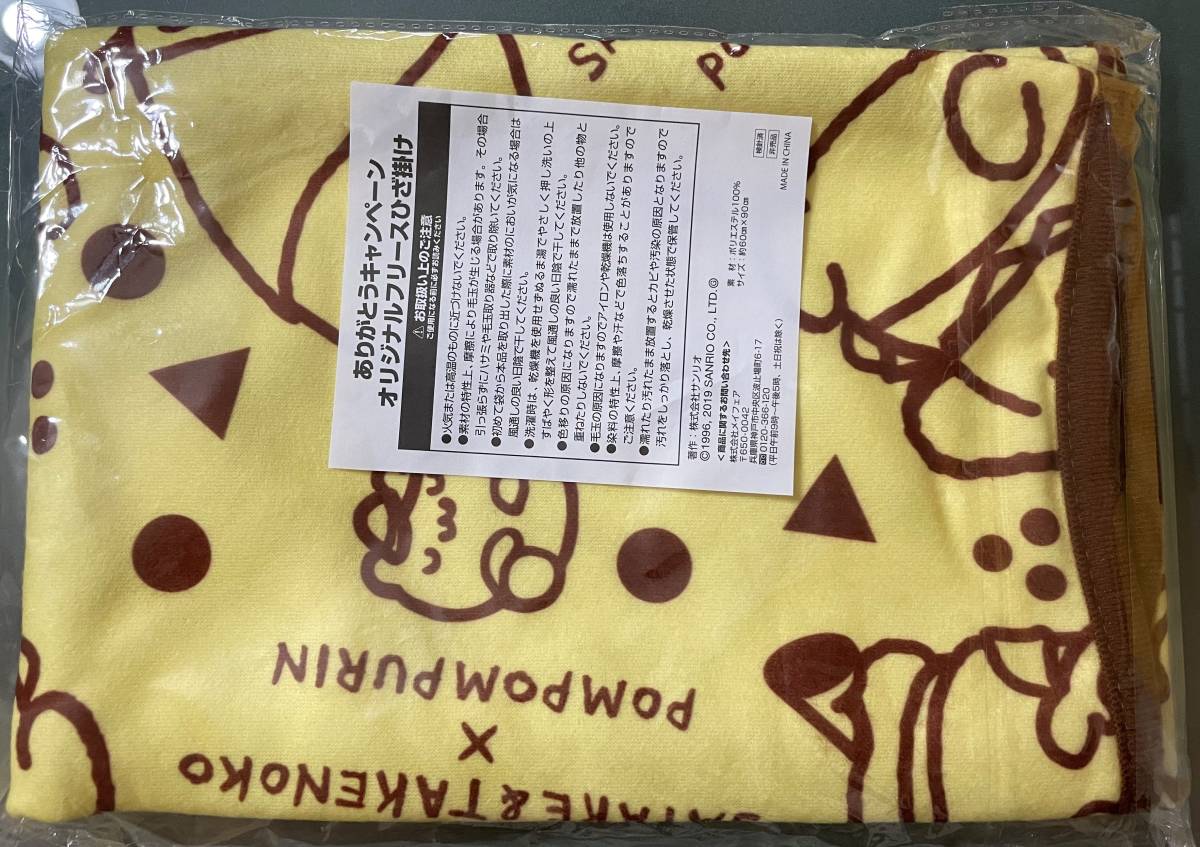 ありがとうキャンペーン
オリジナルフリースひざ掛け
お取扱い上のご注意
ご使用になる前に必ずお読みください
●火気または高温のものに近づけないでください。
●素材の特性上、摩擦により毛玉が生じる場合があります。その場合
引っ張らずにハサミや毛玉取り器などで取り除いてください。
●初めて袋から本品を取り出した際に素材のにおいが気になる場合は
風通しの良い日陰で干してください。
●洗濯時は、乾燥機を使用せずぬるま湯でやさしく押し洗いの上
すばやく形を整えて風通しの良い日陰で干してください。
●色移りの原因になりますので濡れたままで放置したり他の物と
重ねたりしないでください。
●毛玉の原因になりますのでアイロンや乾燥機は使用しないでください。
●染料の特性上、摩擦や汗などで色落ちすることがありますので
ご注意ください。
●濡れたり汚れたまま放置するとカビや汚染の原因となりますので
汚れをしっかり落とし、乾燥させた状態で保管してください。
著作：株式会社サンリオ
©1996, 2019 SANRIO CO., LTD. Ⓖ
<商品に関するお問い合わせ先>
株式会社メイフェア
〒650-0042
兵庫県神戸市中央区波止場町6-17
0120-366-120
(平日午前9時〜午後5時、土日祝は除く)
素 材：ポリエステル100%
サイズ：約60㎝×90㎝
検針済
非売品
MADE IN CHINA
POMPOMPURIN
×
&TAKENOKO